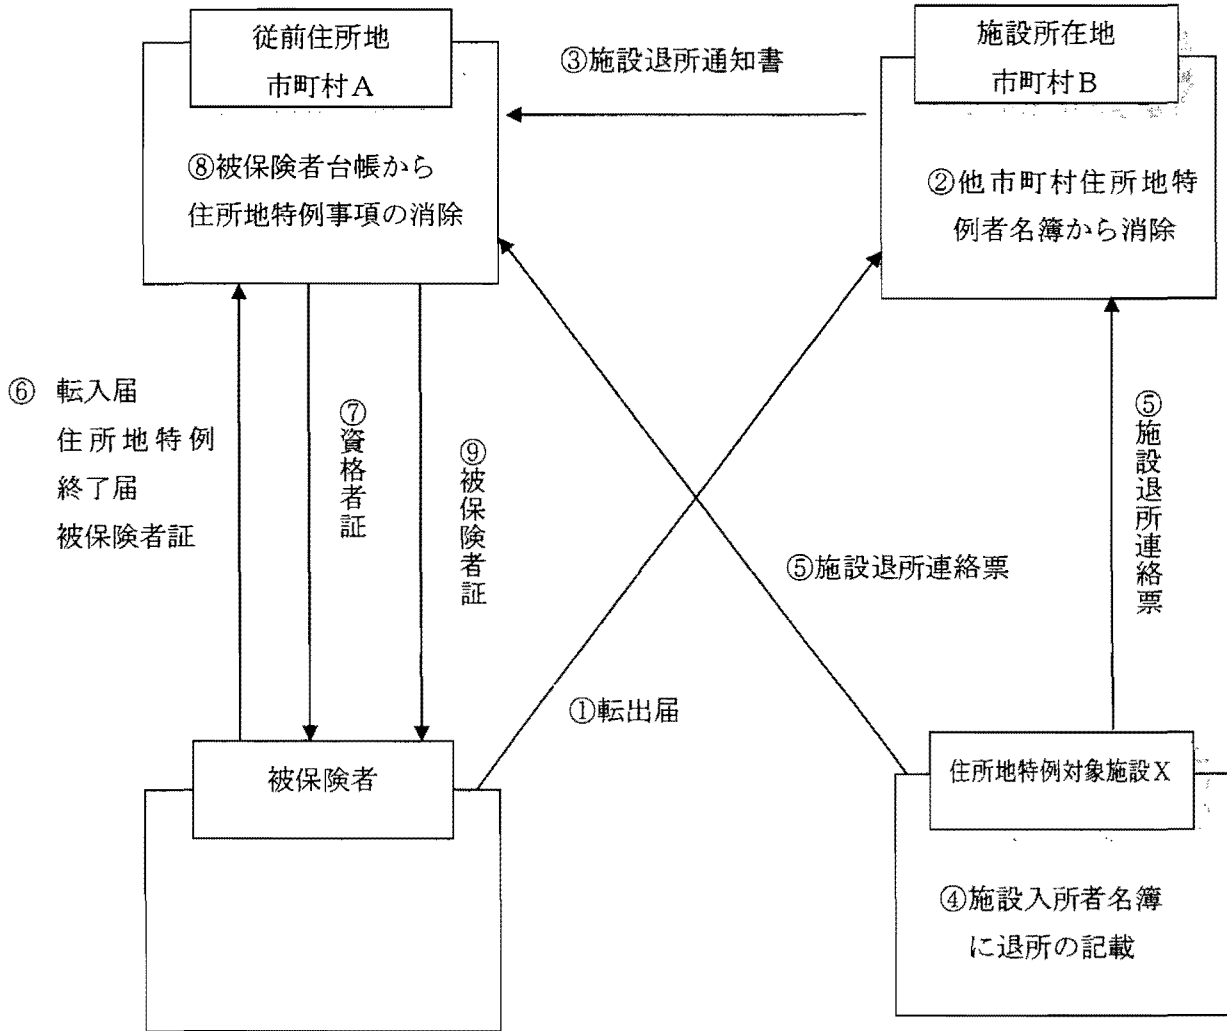 従前住所地
市町村A
③施設退所通知書
施設所在地
市町村B
⑧被保険者台帳から
住所地特例事項の消除
②他市町村住所地特
例者名簿から消除
⑥ 転入届
住所地特例
終了届
被保険者証
⑦資格者証
⑨被保険者証
⑤施設退所連絡票
⑤施設退所連絡票
①転出届
被保険者
住所地特例対象施設X
④施設入所者名簿
に退所の記載